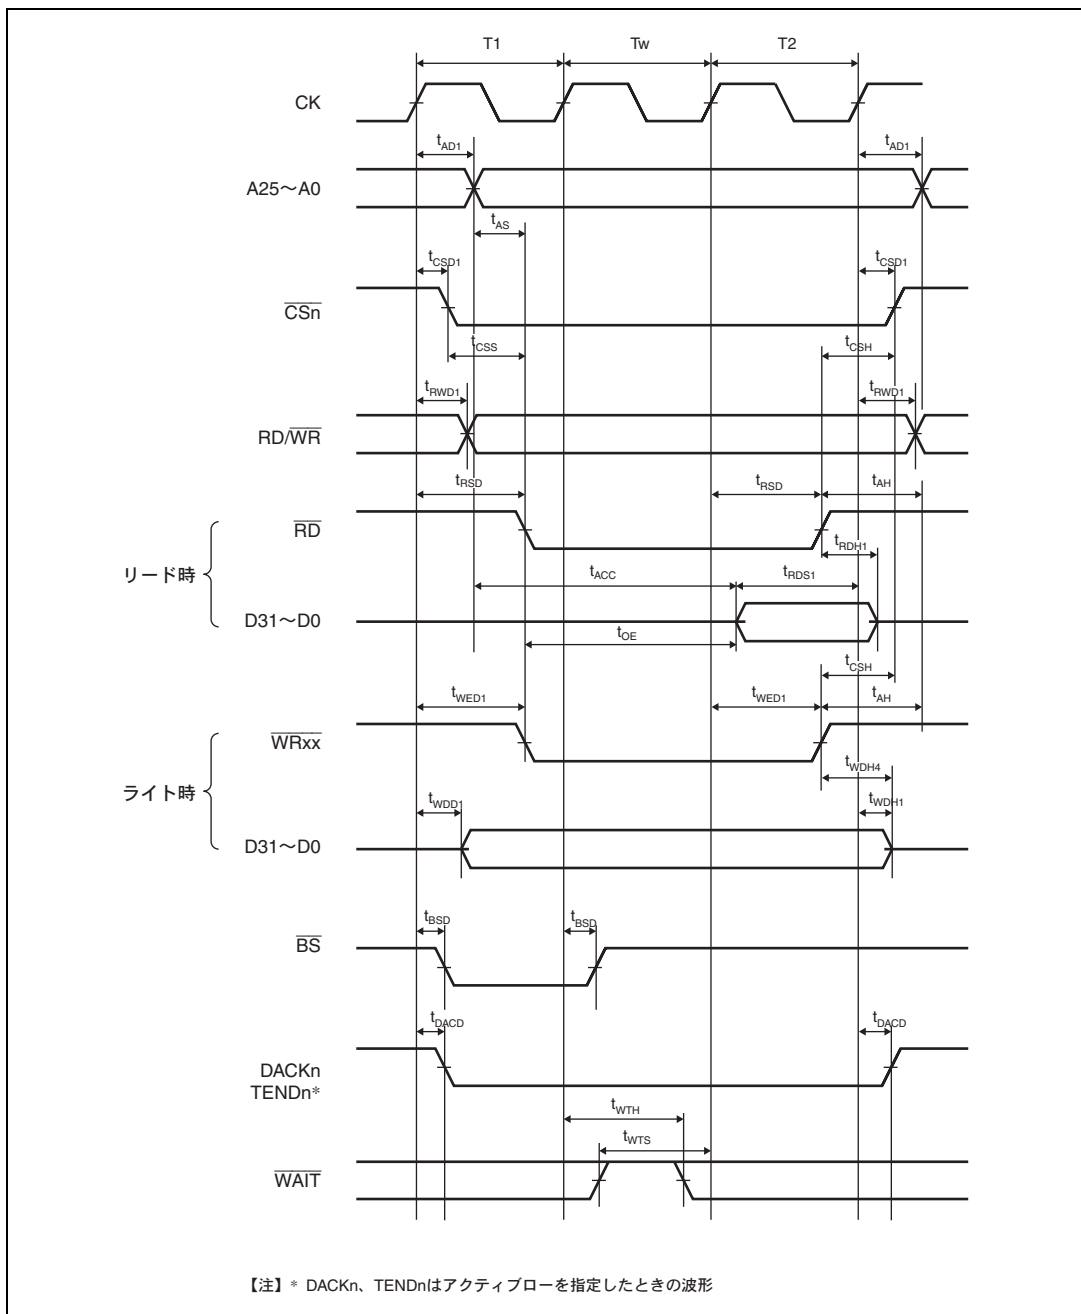 T1 Tw T2
CK
tAD1 tAD1
A25～A0
tAS
tCSD1 tCSD1
CSn
tCSS tCSH
tRWD1 tRWD1
RD/WR
tRSD tRSD tAH
RD
tRDH1
リード時
tACC tRDS1
D31～D0
tOE
tCSH
tWED1 tWED1 tAH
WRxx
tWDH4
ライト時
tWDD1 tWDH1
D31～D0
tBSD tBSD
BS
tDACD tDACD
DACKn
TENDn*
tWTH
tWTS
WAIT
【注】* DACKn、TENDnはアクティブローを指定したときの波形